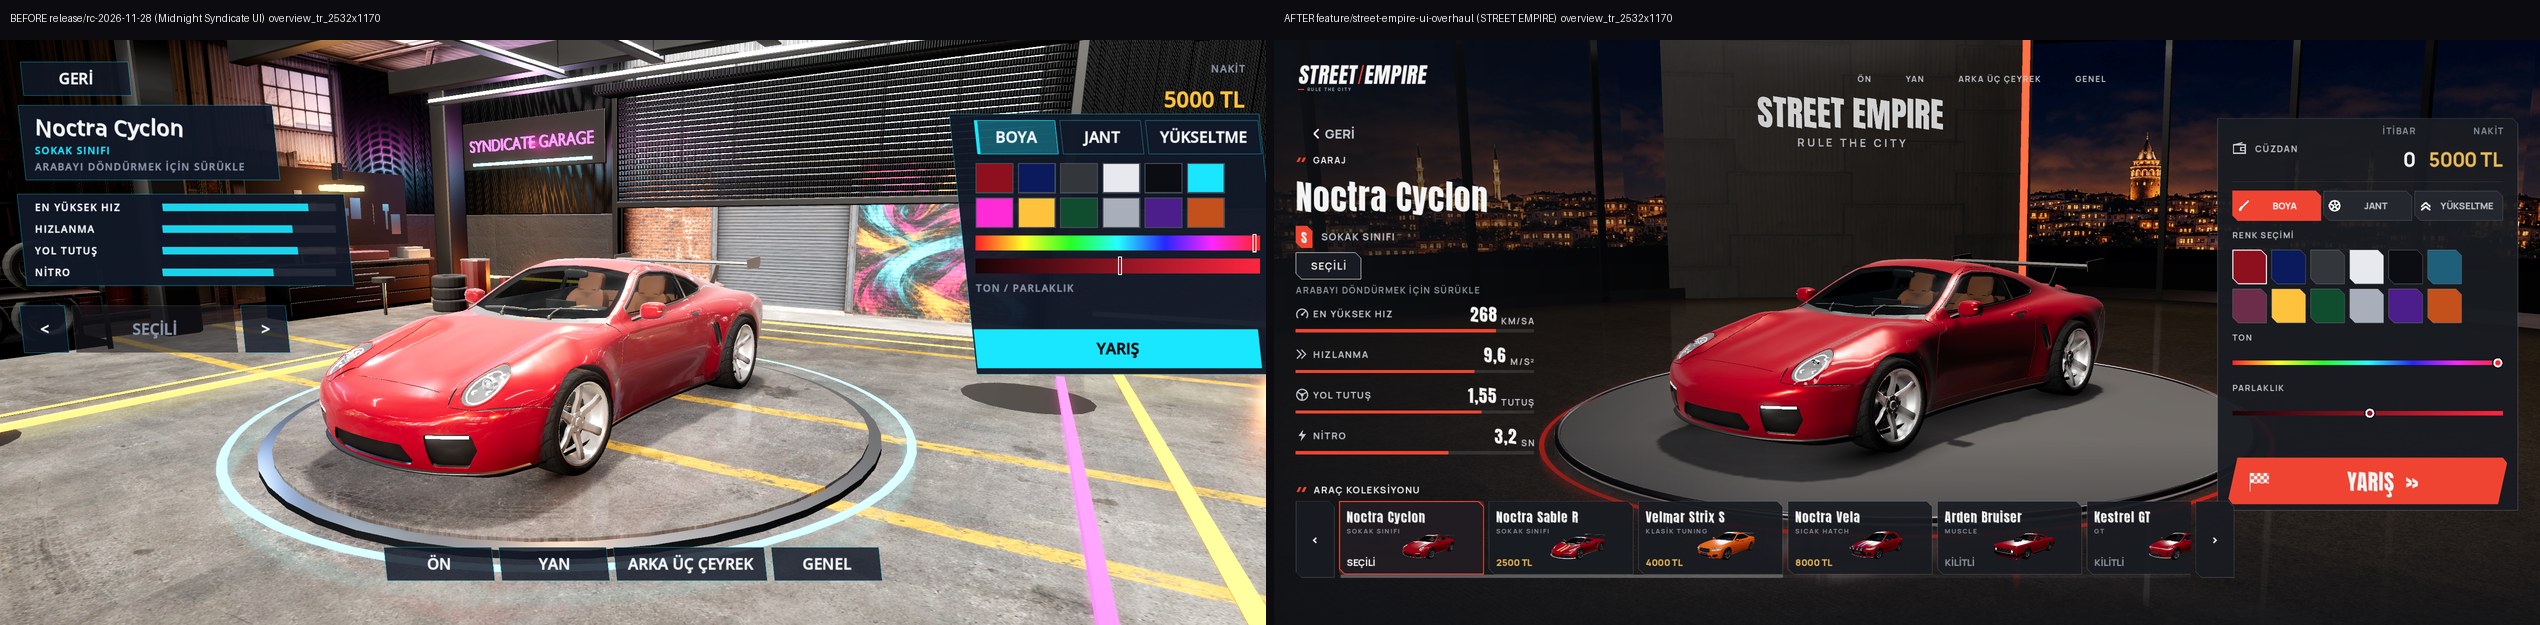 BEFORE release/rc-2026-11-28 (Midnight Syndicate UI) overview_tr_2532x1170
GERİ
Noctra Cyclon
SOKAK SINIFI
ARABAYI DÖNDÜRMEK İÇİN SÜRÜKLE
EN YÜKSEK HIZ
HIZLANMA
YOL TUTUŞ
NİTRO
<
SEÇİLİ
>
SYNDICATE GARAGE
NAKİT
5000 TL
BOYA JANT YÜKSELTME
TON / PARLAKLIK
YARIŞ
ÖN YAN ARKA ÜÇ ÇEYREK GENEL
AFTER feature/street-empire-ui-overhaul (STREET EMPIRE) overview_tr_2532x1170
STREET/EMPIRE
RULE THE CITY
ÖN YAN ARKA ÜÇ ÇEYREK GENEL
STREET EMPIRE
RULE THE CITY
GERİ
GARAJ
Noctra Cyclon
S SOKAK SINIFI
SEÇİLİ
ARABAYI DÖNDÜRMEK İÇİN SÜRÜKLE
EN YÜKSEK HIZ 268 KM/SA
HIZLANMA 9,6 M/S²
YOL TUTUŞ 1,55 TUTUŞ
NİTRO 3,2 SN
CÜZDAN
İTİBAR NAKİT
0 5000 TL
BOYA JANT YÜKSELTME
RENK SEÇİMİ
TON
PARLAKLIK
YARIŞ
ARAÇ KOLEKSİYONU
Noctra Cyclon
SOKAK SINIFI
SEÇİLİ
Noctra Sable R
SOKAK SINIFI
2500 TL
Velmar Strix S
KLASİK TUNING
4000 TL
Noctra Vela
SICAK HATCH
8000 TL
Arden Bruiser
MUSCLE
KİLİTLİ
Kestrel GT
GT
KİLİTLİ